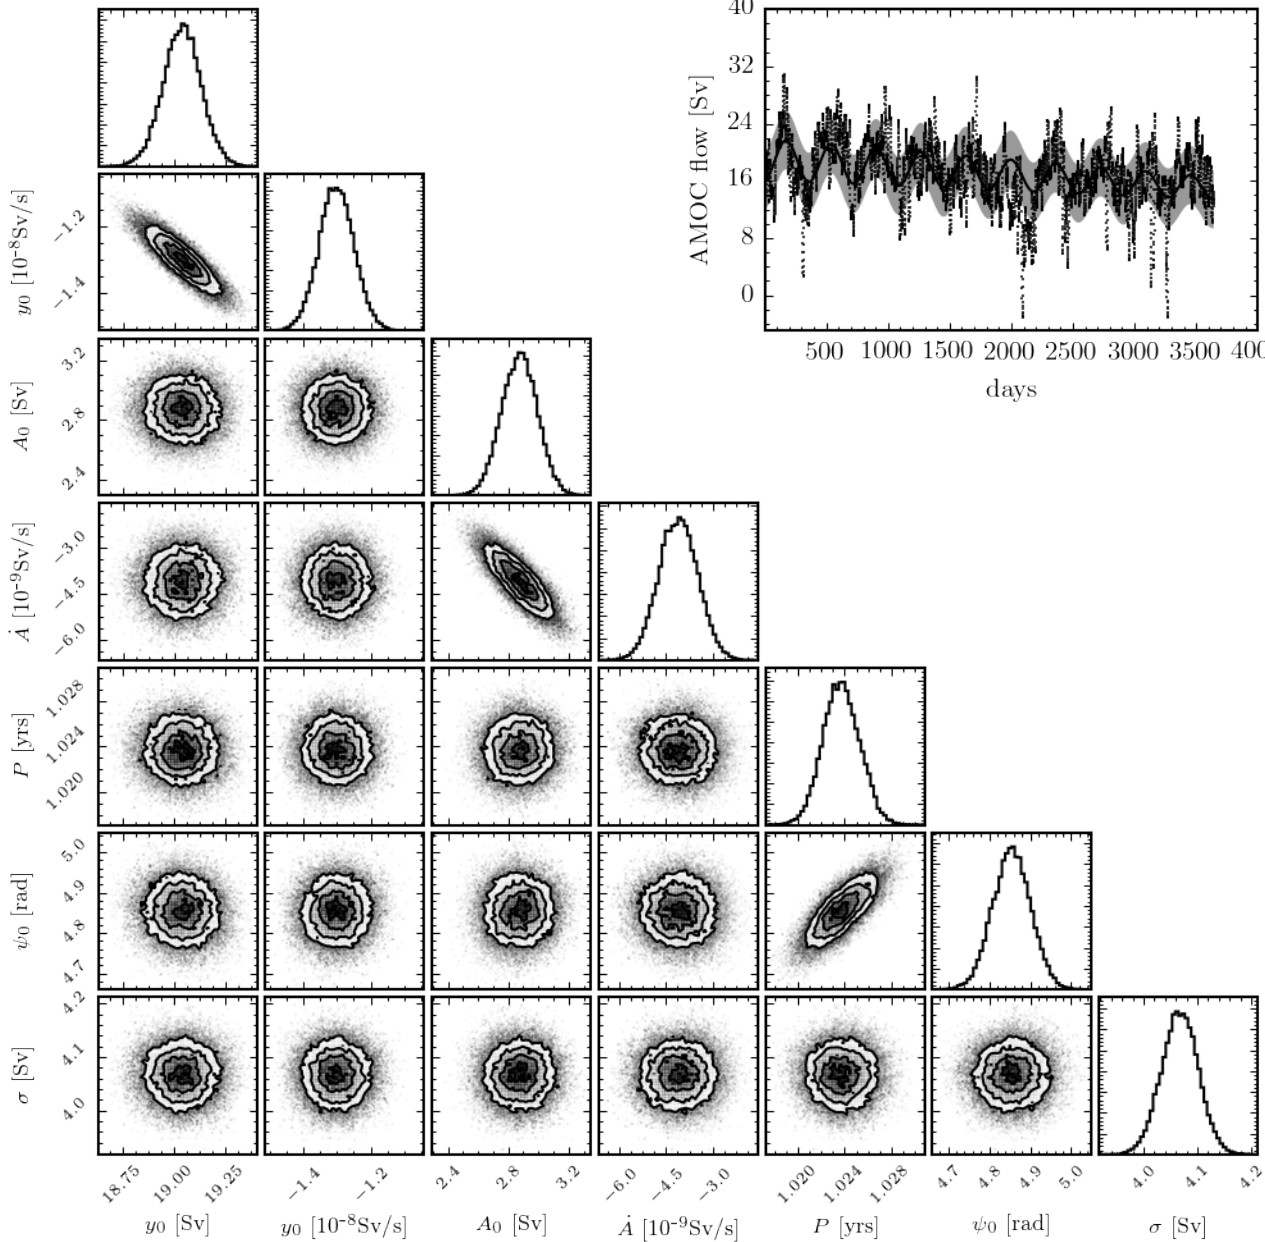 40
32
24
16
8
0
AMOC flow [Sv]
500 1000 1500 2000 2500 3000 3500 400
days
y₀ [10⁻⁸Sv/s]
−1.2
−1.4
A₀ [Sv]
3.2
2.8
2.4
Ȧ [10⁻⁹Sv/s]
−3.0
−4.5
−6.0
P [yrs]
1.028
1.024
1.020
ψ₀ [rad]
5.0
4.9
4.8
4.7
σ [Sv]
4.2
4.1
4.0
18.75 19.00 19.25 −1.4 −1.2 2.4 2.8 3.2 −6.0 −4.5 −3.0 1.020 1.024 1.028 4.7 4.8 4.9 5.0 4.0 4.1 4.2
y₀ [Sv] y₀ [10⁻⁸Sv/s] A₀ [Sv] Ȧ [10⁻⁹Sv/s] P [yrs] ψ₀ [rad] σ [Sv]